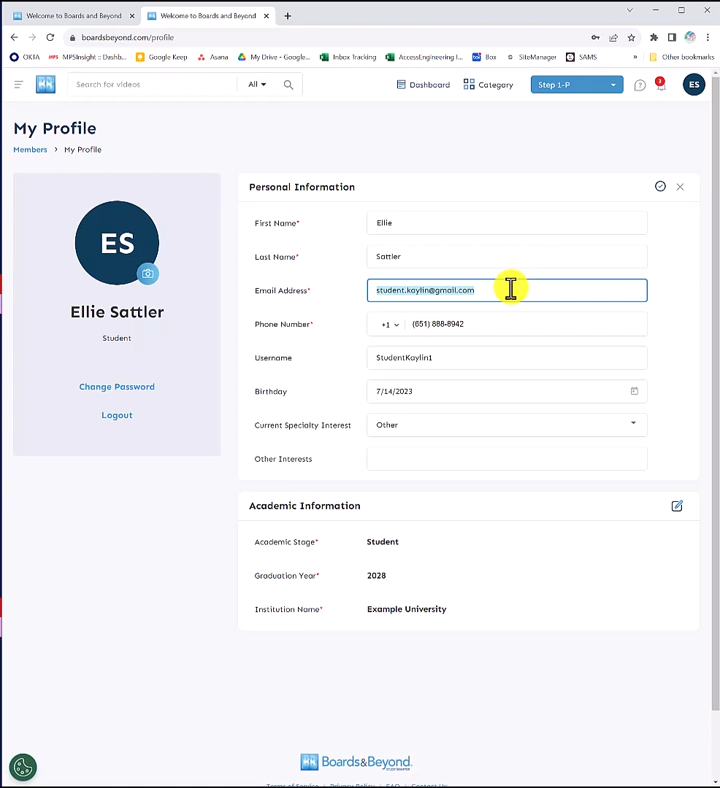 Welcome to Boards and Beyond
Welcome to Boards and Beyond
boardsbeyond.com/profile
OKTA
MPS
MPSInsight :: Dashb...
Google Keep
Asana
My Drive - Google...
Inbox Tracking
AccessEngineering I...
Box
SiteManager
SAMS
»
Other bookmarks
Search for videos
All
Dashboard
Category
Step 1-P
3
ES
My Profile
Members > My Profile
ES
Ellie Sattler
Student
Change Password
Logout
Personal Information
First Name*
Ellie
Last Name*
Sattler
Email Address*
student.kaylin@gmail.com
Phone Number*
+1
(651) 888-8942
Username
StudentKaylin1
Birthday
7/14/2023
Current Specialty Interest
Other
Other Interests
Academic Information
Academic Stage*
Student
Graduation Year*
2028
Institution Name*
Example University
Boards&Beyond.
Terms of Service
Privacy Policy
FAQ
Contact Us